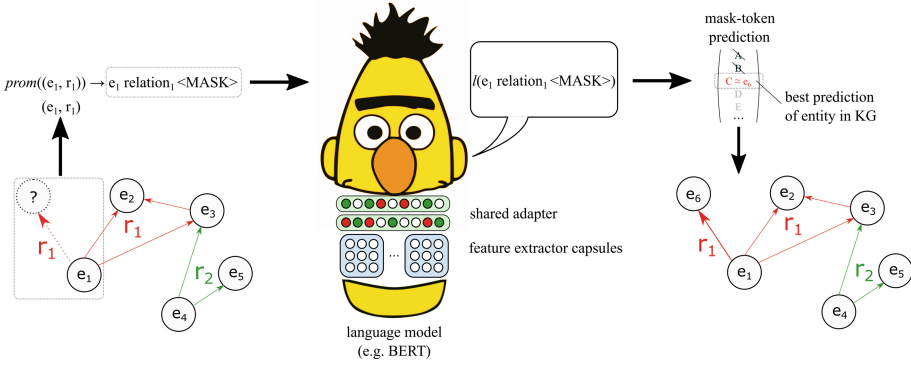 prom((e₁, r₁)) → e₁ relation₁ <MASK>
(e₁, r₁)
?
e₂
e₃
r₁
r₁
e₁
r₂
e₅
e₄
l(e₁ relation₁ <MASK>)
shared adapter
feature extractor capsules
...
language model
(e.g. BERT)
mask-token
prediction
A
B
C ≈ e₆
D
E
...
best prediction
of entity in KG
e₆
e₂
e₃
r₁
r₁
e₁
r₂
e₅
e₄